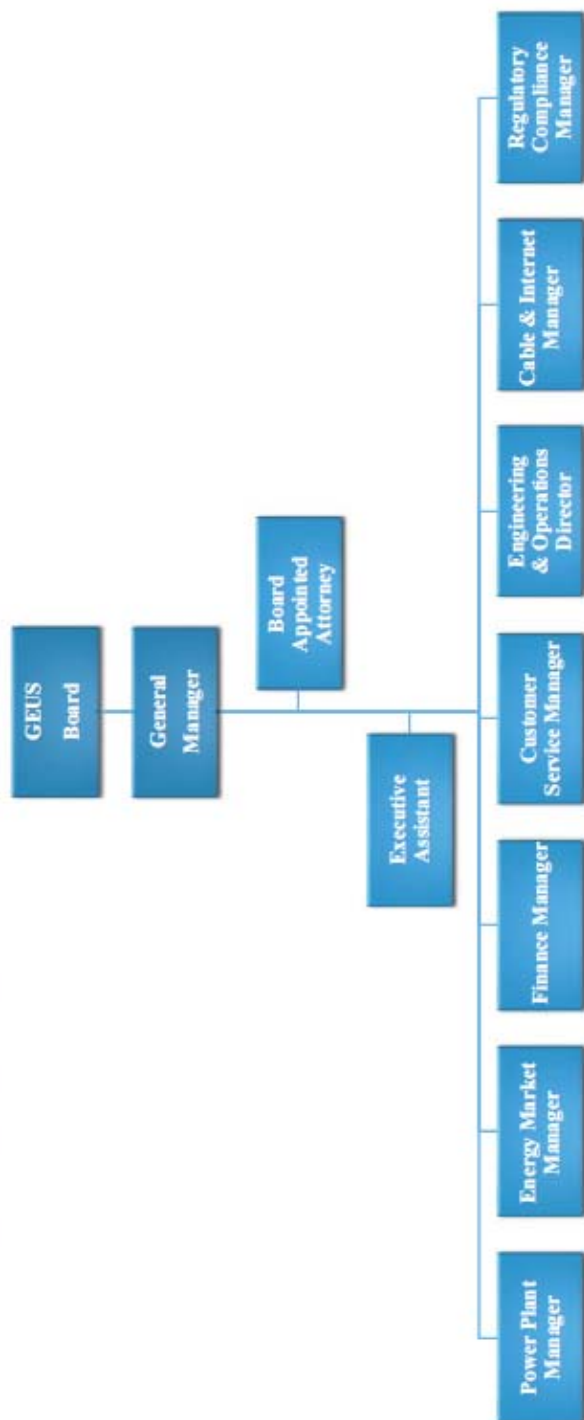 GEUS
Board
General
Manager
Board
Appointed
Attorney
Executive
Assistant
Power Plant
Manager
Energy Market
Manager
Finance Manager
Customer
Service Manager
Engineering
& Operations
Director
Cable & Internet
Manager
Regulatory
Compliance
Manager